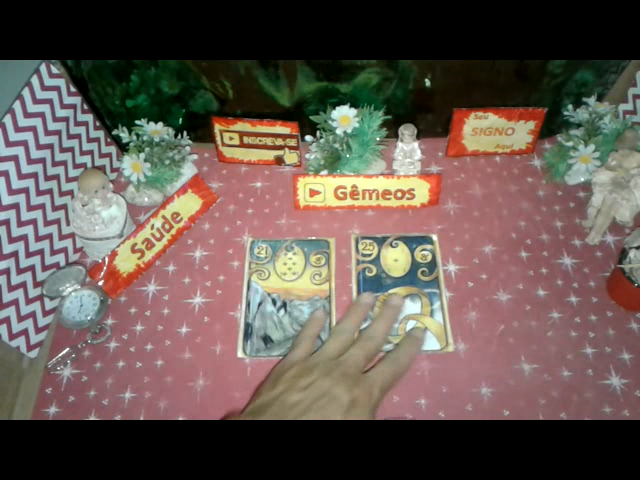 INSCREVA-SE
Seu
SIGNO
Aqui
Gêmeos
Saúde
21
25